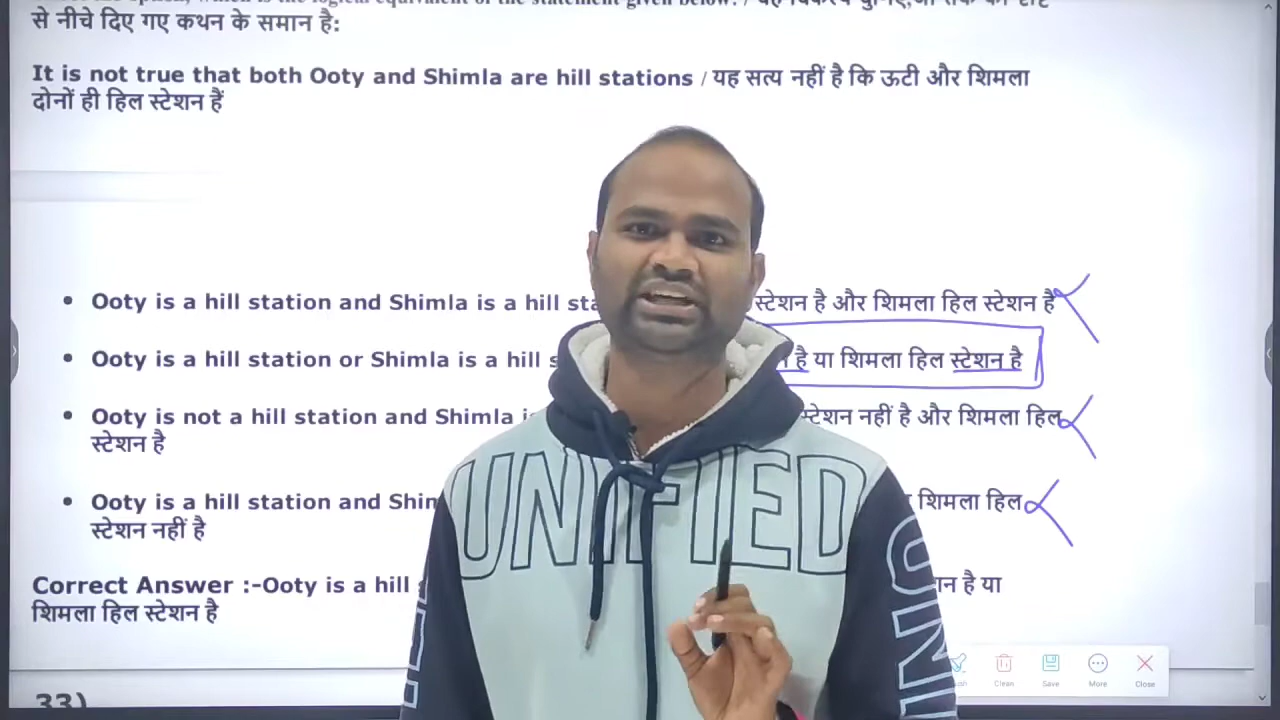 से नीचे दिए गए कथन के समान है:
It is not true that both Ooty and Shimla are hill stations / यह सत्य नहीं है कि ऊटी और शिमला
दोनों ही हिल स्टेशन हैं
Ooty is a hill station and Shimla is a hill स्टेशन है और शिमला हिल स्टेशन है
Ooty is a hill station or Shimla is a hill है या शिमला हिल स्टेशन है
Ooty is not a hill station and Shimla नहीं है और शिमला हिल
स्टेशन है
Ooty is a hill station and शिमला हिल
स्टेशन नहीं है
Correct Answer :-Ooty is a hill है या
शिमला हिल स्टेशन है
33)
UNIFIED
Clean Save More Close